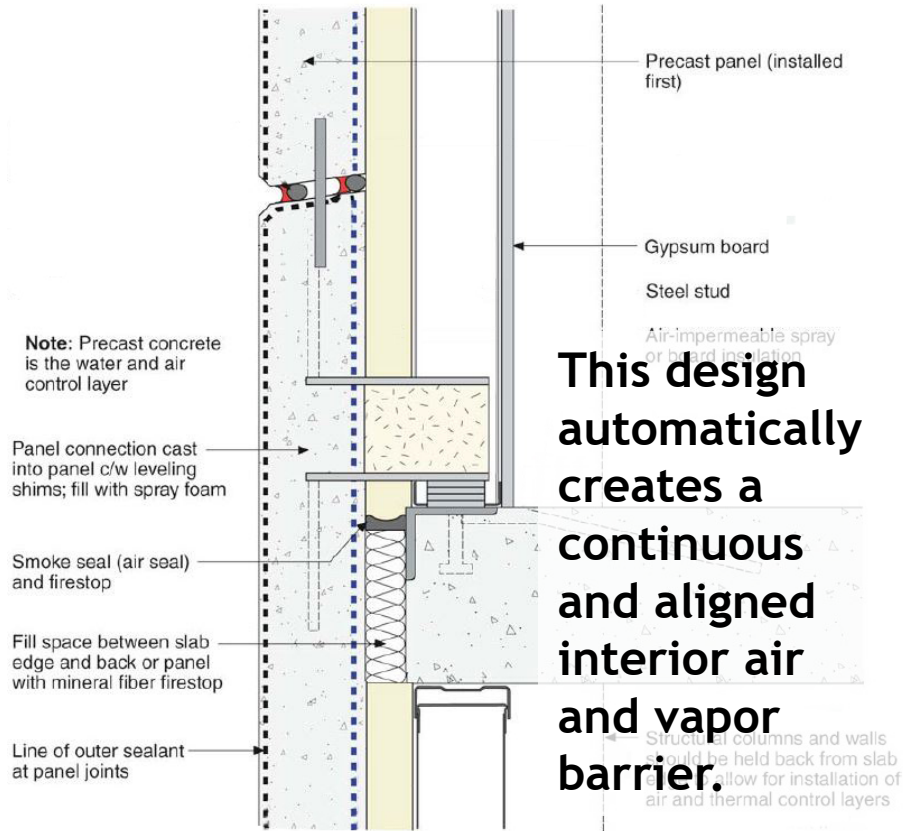 Precast panel (installed
first)
Gypsum board
Steel stud
Air-impermeable spray
or board insulation
Note: Precast concrete
is the water and air
control layer
This design
automatically
creates a
continuous
and aligned
interior air
and vapor
barrier.
Panel connection cast
into panel c/w leveling
shims; fill with spray foam
Smoke seal (air seal)
and firestop
Fill space between slab
edge and back or panel
with mineral fiber firestop
Line of outer sealant
at panel joints
Structural columns and walls
should be held back from slab
to allow for installation of
air and thermal control layers